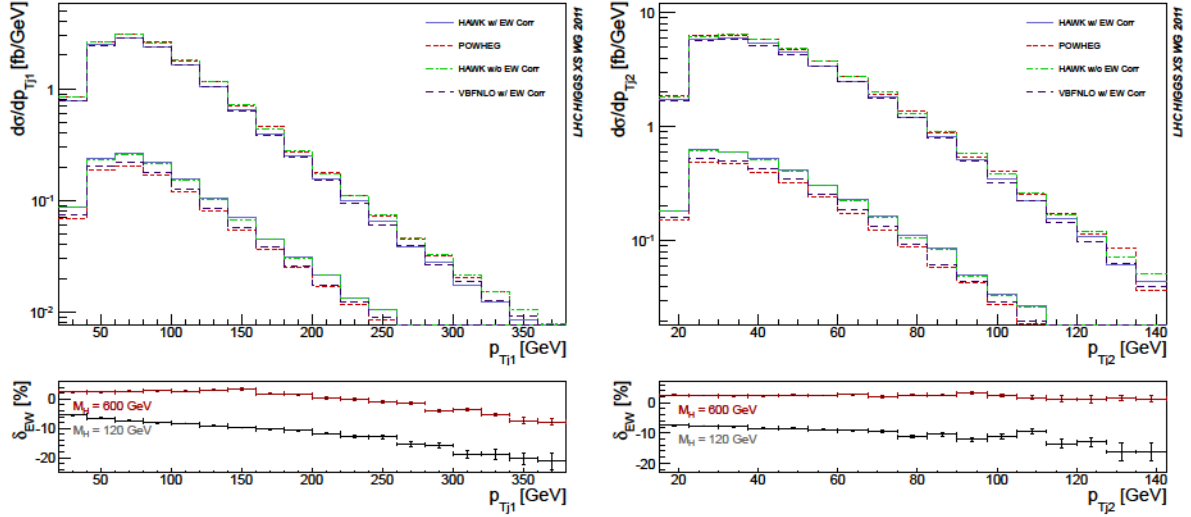 dσ/dp_Tj1 [fb/GeV]
1
10^-1
10^-2
HAWK w/ EW Corr
POWHEG
HAWK w/o EW Corr
VBFNLO w/ EW Corr
LHC HIGGS XS WG 2011
50 100 150 200 250 300 350
p_Tj1 [GeV]
δ_EW [%]
0
-10
-20
M_H = 600 GeV
M_H = 120 GeV
50 100 150 200 250 300 350
p_Tj1 [GeV]
dσ/dp_Tj2 [fb/GeV]
10
1
10^-1
HAWK w/ EW Corr
POWHEG
HAWK w/o EW Corr
VBFNLO w/ EW Corr
LHC HIGGS XS WG 2011
20 40 60 80 100 120 140
p_Tj2 [GeV]
δ_EW [%]
0
-10
-20
M_H = 600 GeV
M_H = 120 GeV
20 40 60 80 100 120 140
p_Tj2 [GeV]